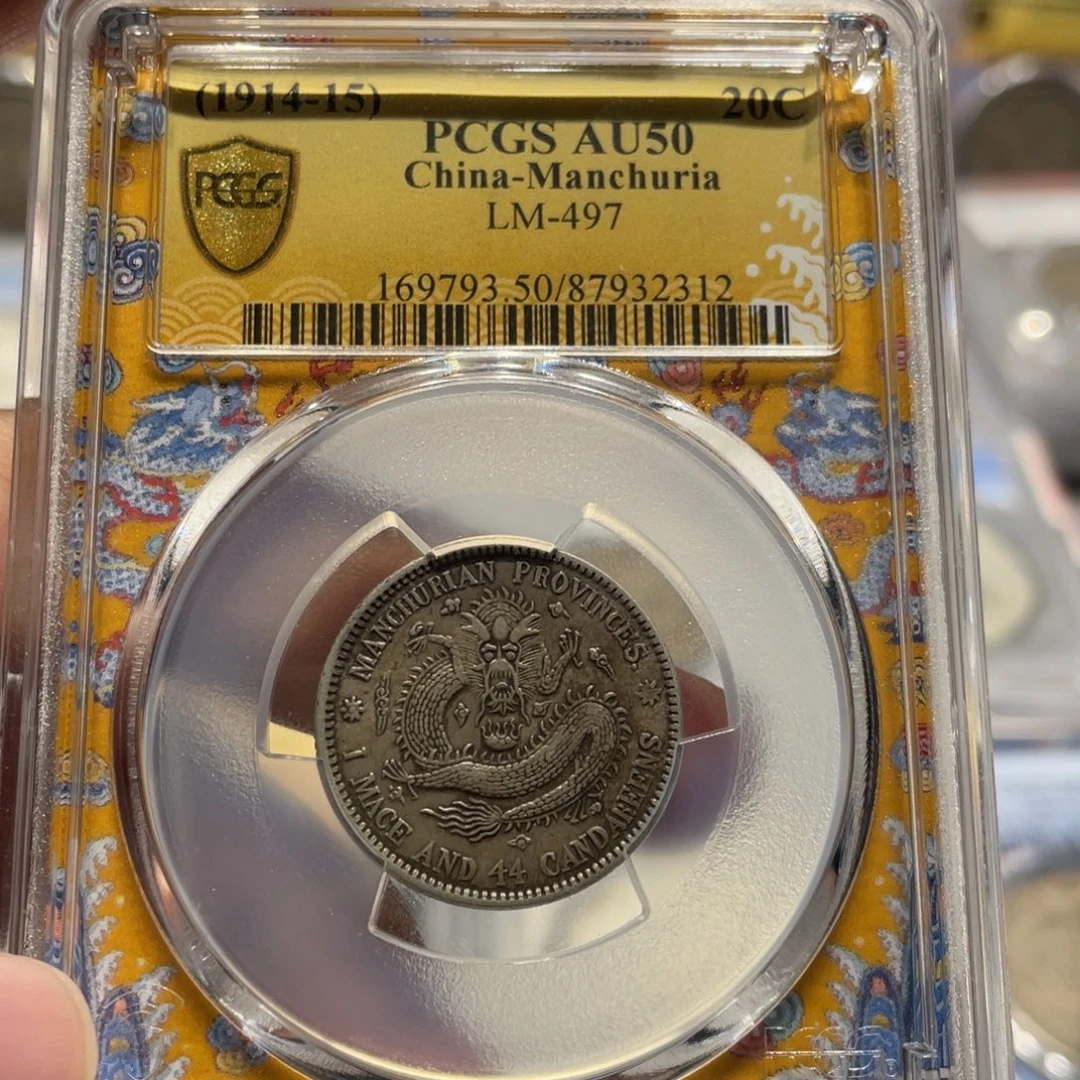 (1914-15) 20C
PCGS AU50
China-Manchuria
LM-497
PCGS
169793.50/87932312
MANCHURIAN PROVINCES.
1 MACE AND 44 CANDAREENS